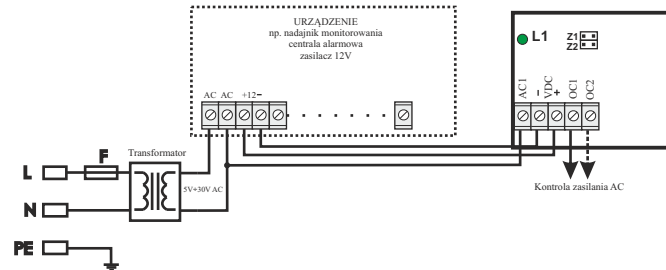 URZĄDZENIE
np. nadajnik monitorowania
centrala alarmowa
zasilacz 12V
AC AC +12-
L1
Z1
Z2
AC1
-
VDC
+
OC1
OC2
Kontrola zasilania AC
Transformator
F
L
5V÷30V AC
N
PE